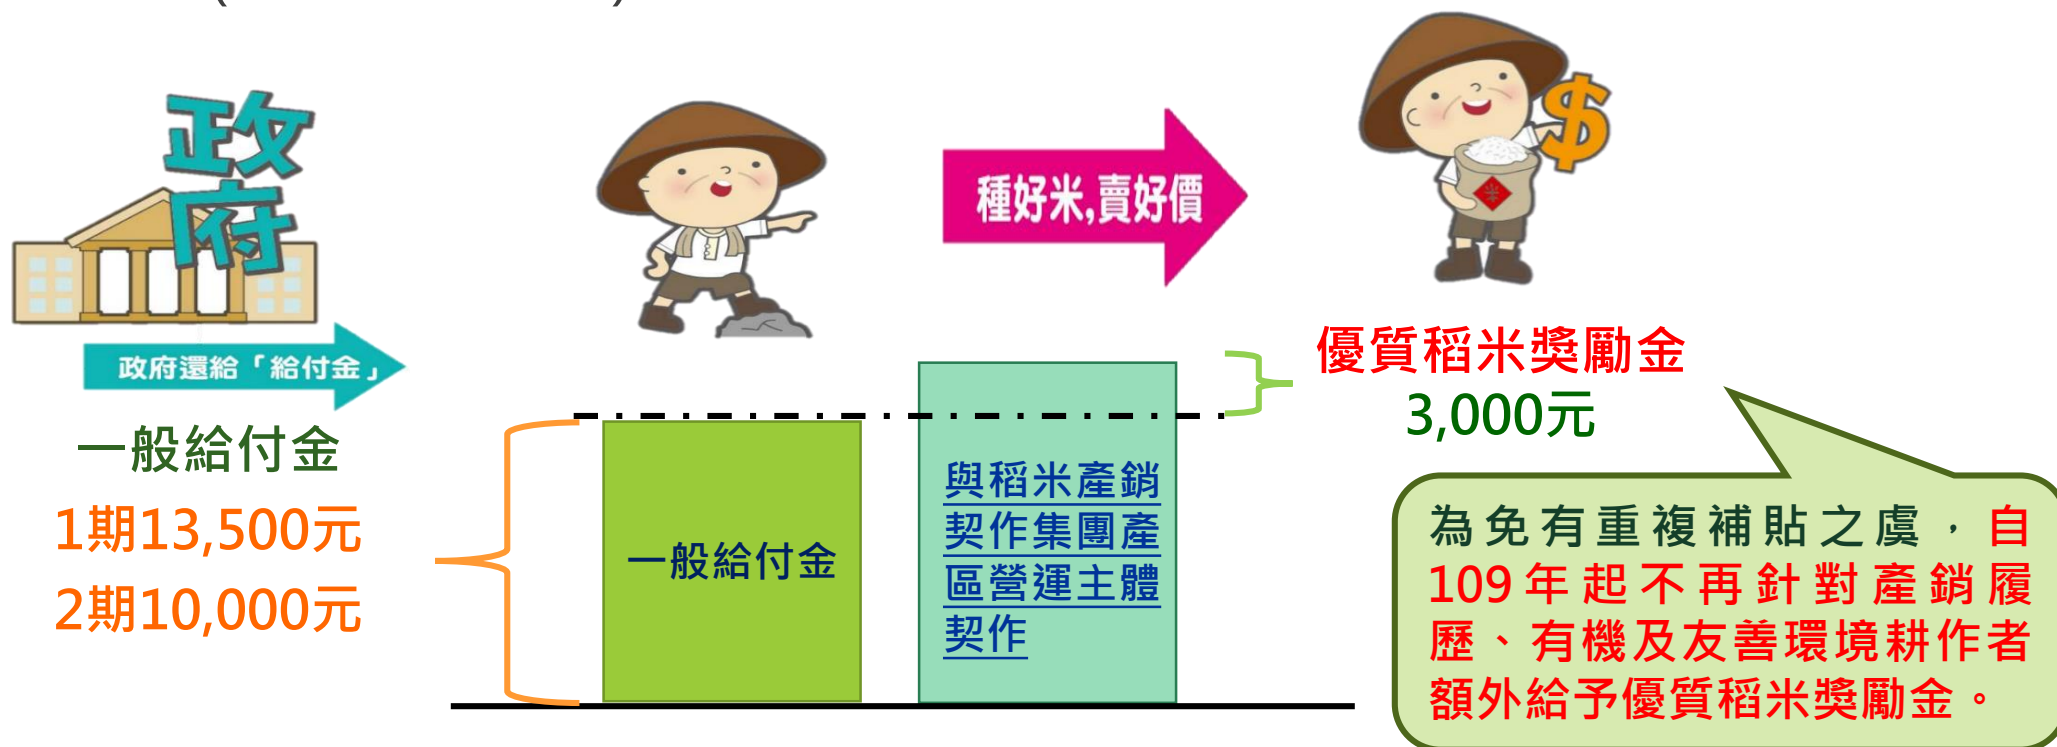 政府
政府還給「給付金」
一般給付金
1期13,500元
2期10,000元
種好米,賣好價
一般給付金
與稻米產銷
契作集團產
區營運主體
契作
優質稻米獎勵金
3,000元
米
為免有重複補貼之虞，自
109年起不再針對產銷履
歷、有機及友善環境耕作者
額外給予優質稻米獎勵金。